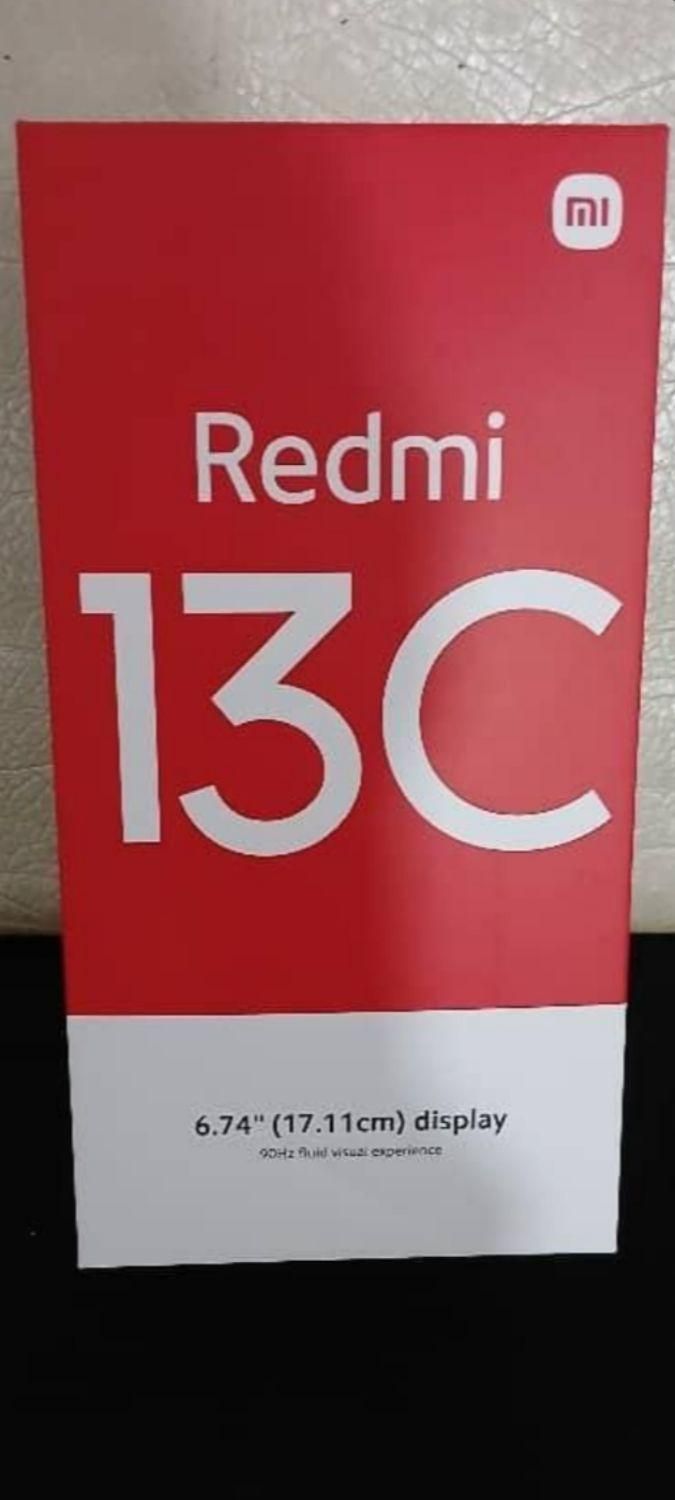 mi
Redmi
13C
6.74" (17.11cm) display
90Hz fluid visual experience